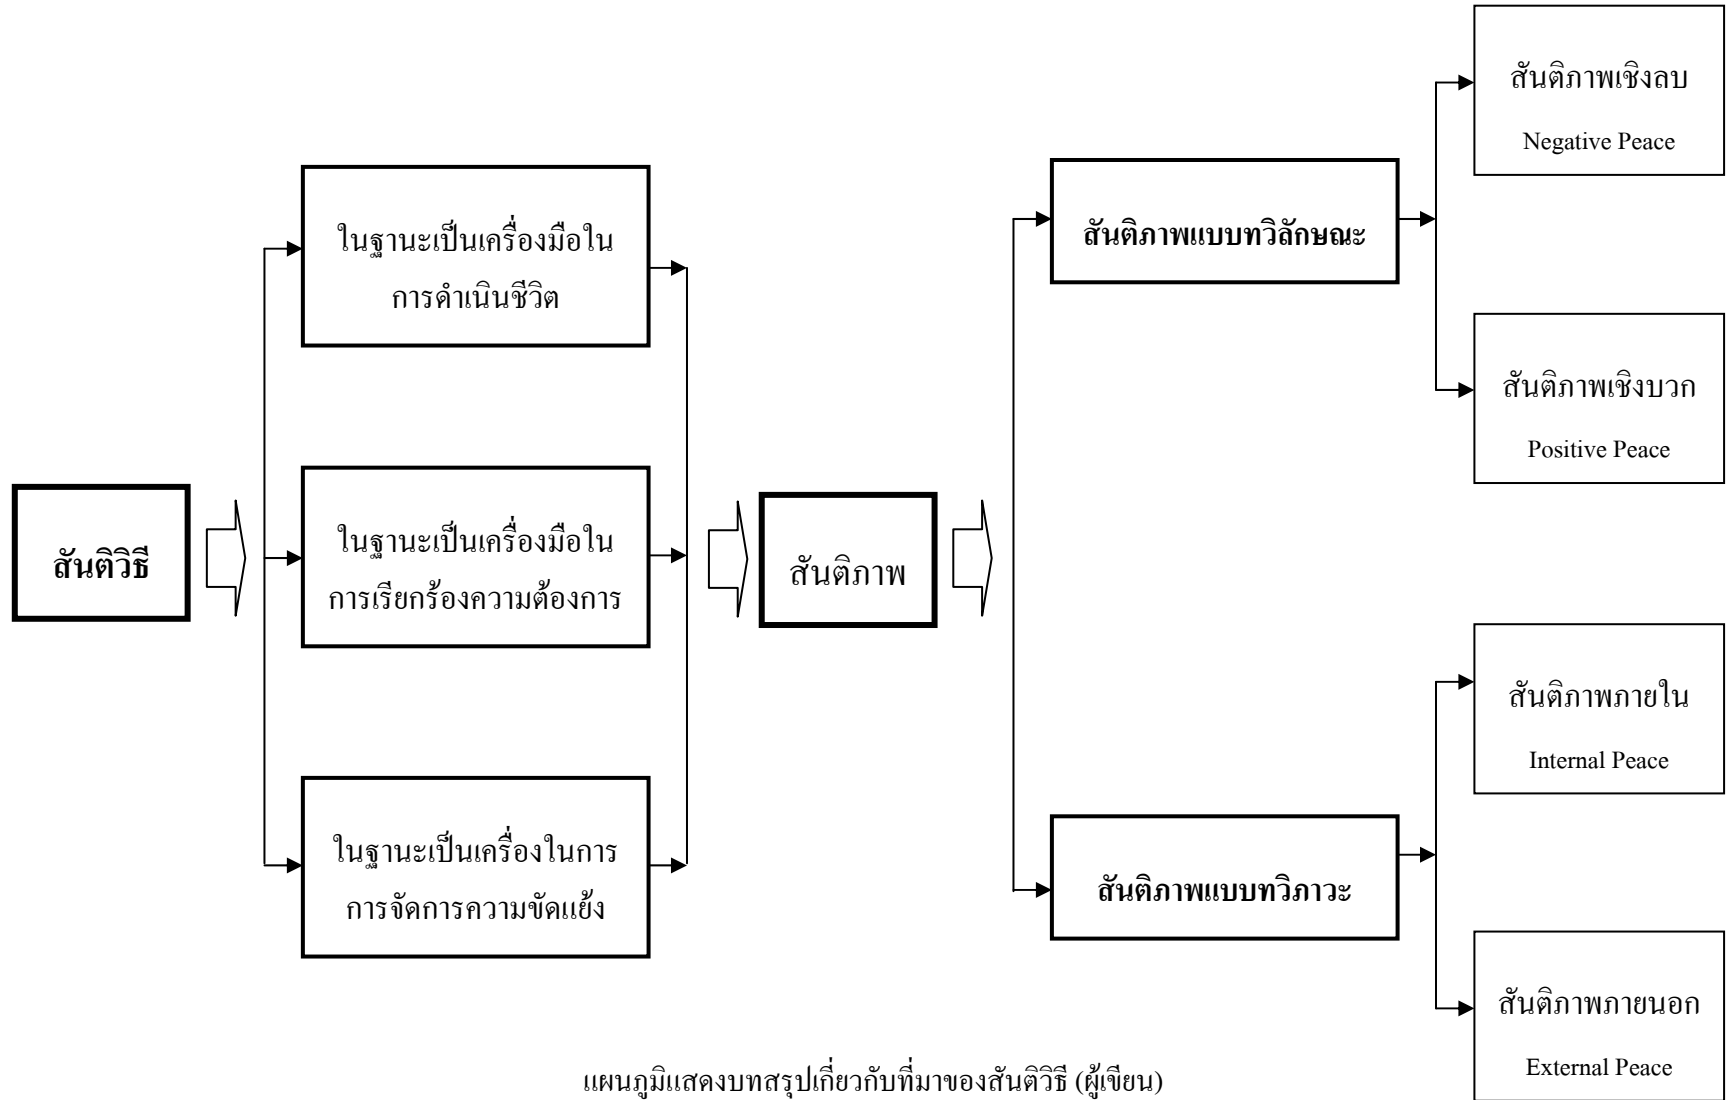 สันติวิธี
ในฐานะเป็นเครื่องมือใน
การดำเนินชีวิต
ในฐานะเป็นเครื่องมือใน
การเรียกร้องความต้องการ
ในฐานะเป็นเครื่องในการ
การจัดการความขัดแย้ง
สันติภาพ
สันติภาพแบบทวิลักษณะ
สันติภาพเชิงลบ
Negative Peace
สันติภาพเชิงบวก
Positive Peace
สันติภาพแบบทวิภาวะ
สันติภาพภายใน
Internal Peace
สันติภาพภายนอก
External Peace
แผนภูมิแสดงบทสรุปเกี่ยวกับที่มาของสันติวิธี (ผู้เขียน)